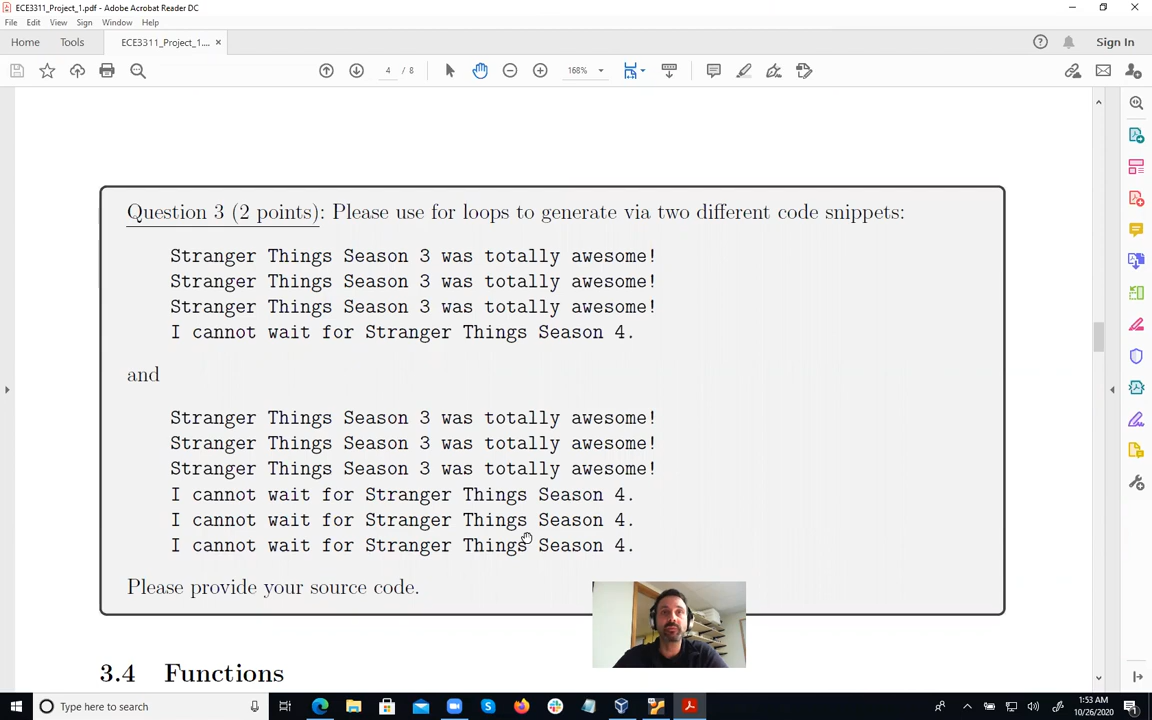 ECE3311_Project_1.pdf - Adobe Acrobat Reader DC
File Edit View Sign Window Help
Home Tools ECE3311_Project_1.... × Sign In
4 / 8 168%
Question 3 (2 points): Please use for loops to generate via two different code snippets:
Stranger Things Season 3 was totally awesome!
Stranger Things Season 3 was totally awesome!
Stranger Things Season 3 was totally awesome!
I cannot wait for Stranger Things Season 4.
and
Stranger Things Season 3 was totally awesome!
Stranger Things Season 3 was totally awesome!
Stranger Things Season 3 was totally awesome!
I cannot wait for Stranger Things Season 4.
I cannot wait for Stranger Things Season 4.
I cannot wait for Stranger Things Season 4.
Please provide your source code.
3.4 Functions
Type here to search
1:53 AM
10/26/2020